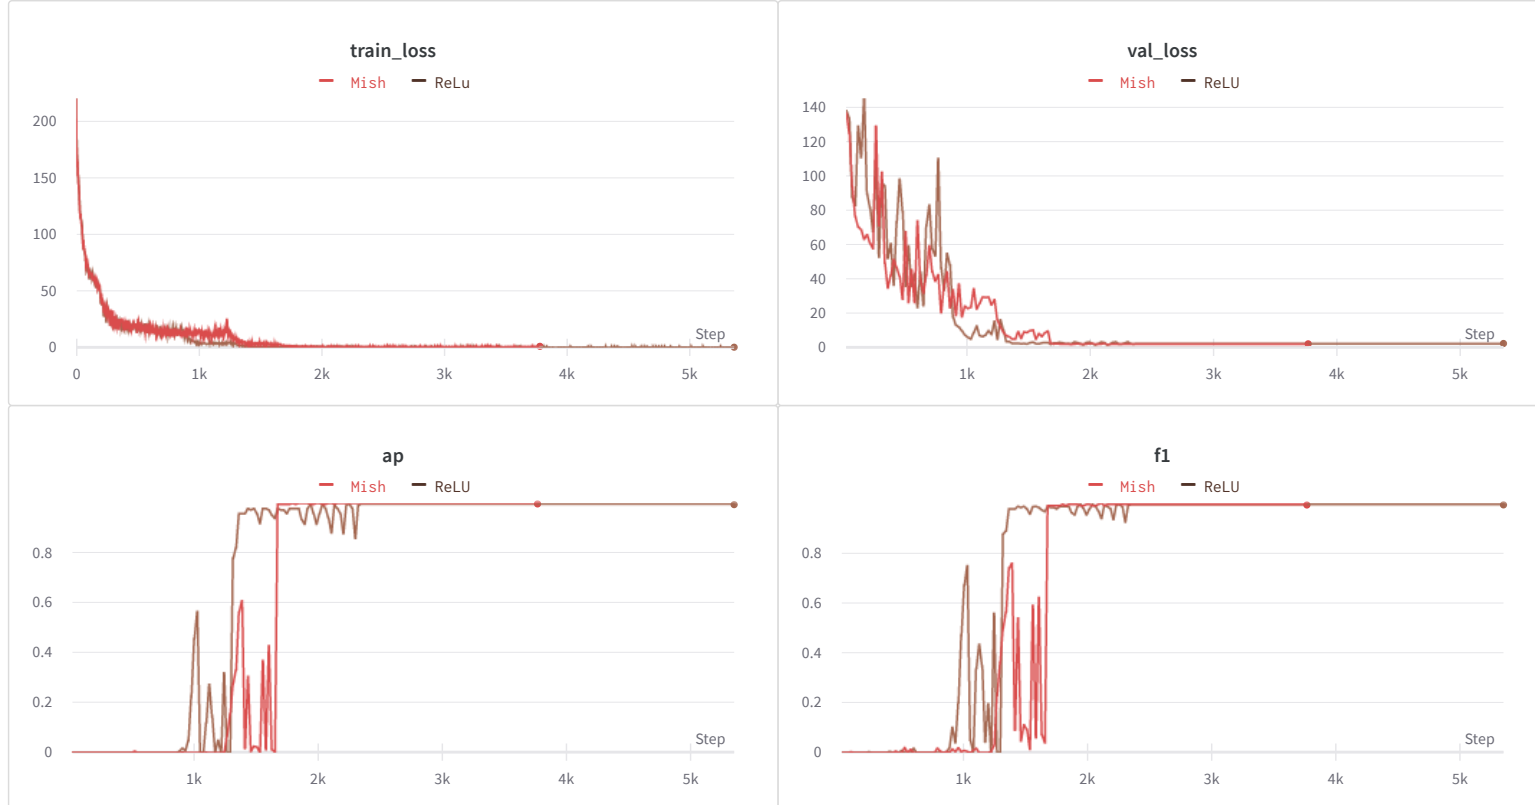 train_loss
Mish ReLu
200
150
100
50
0
Step
0 1k 2k 3k 4k 5k
val_loss
Mish ReLU
140
120
100
80
60
40
20
0
Step
1k 2k 3k 4k 5k
ap
Mish ReLU
0.8
0.6
0.4
0.2
0
Step
1k 2k 3k 4k 5k
f1
Mish ReLU
0.8
0.6
0.4
0.2
0
Step
1k 2k 3k 4k 5k